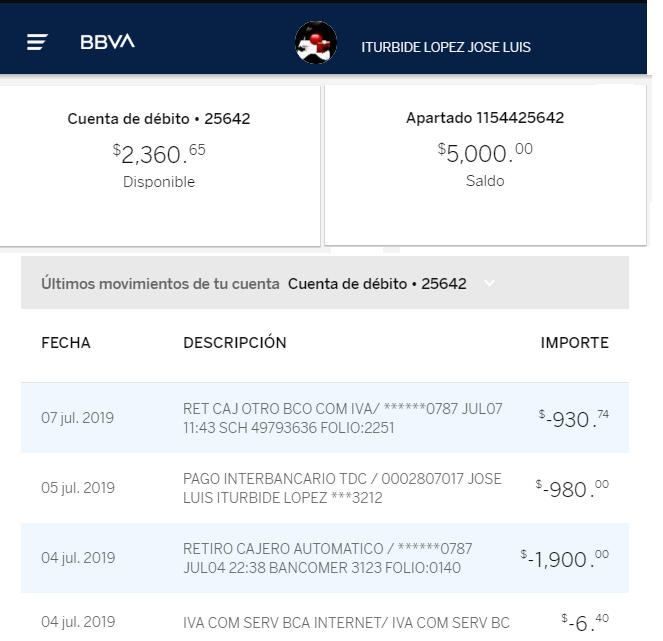 BBVA
ITURBIDE LOPEZ JOSE LUIS
Cuenta de débito • 25642
$2,360.65
Disponible
Apartado 1154425642
$5,000.00
Saldo
Últimos movimientos de tu cuenta Cuenta de débito • 25642
FECHA DESCRIPCIÓN IMPORTE
07 jul. 2019 RET CAJ OTRO BCO COM IVA/ ******0787 JUL07 $-930.74
11:43 SCH 49793636 FOLIO:2251
05 jul. 2019 PAGO INTERBANCARIO TDC / 0002807017 JOSE $-980.00
LUIS ITURBIDE LOPEZ ***3212
04 jul. 2019 RETIRO CAJERO AUTOMATICO / ******0787 $-1,900.00
JUL04 22:38 BANCOMER 3123 FOLIO:0140
04 jul. 2019 IVA COM SERV BCA INTERNET/ IVA COM SERV BC $-6.40